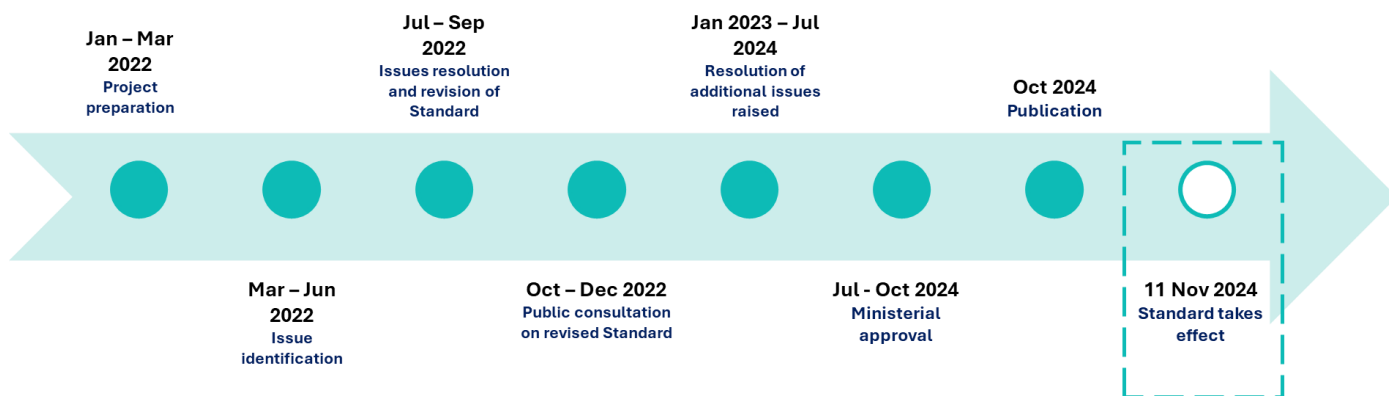 Jan – Mar
2022
Project
preparation
Mar – Jun
2022
Issue
identification
Jul – Sep
2022
Issues resolution
and revision of
Standard
Oct – Dec 2022
Public consultation
on revised Standard
Jan 2023 – Jul
2024
Resolution of
additional issues
raised
Jul - Oct 2024
Ministerial
approval
Oct 2024
Publication
11 Nov 2024
Standard takes
effect